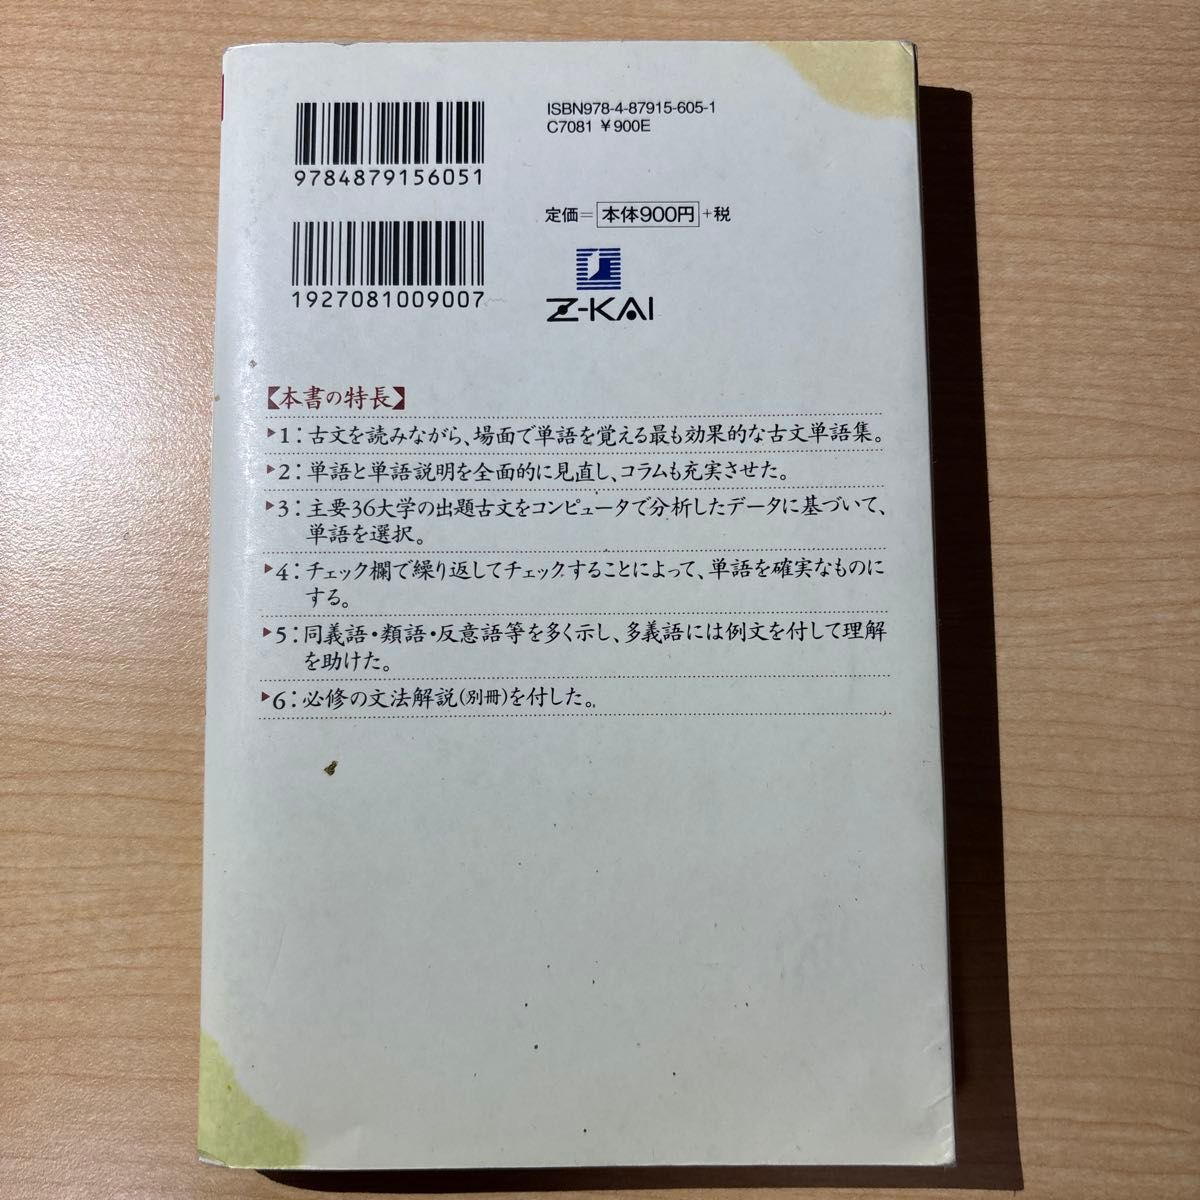 ISBN978-4-87915-605-1
C7081 ¥900E
9784879156051
定価=本体900円+税
1927081009007
Z-KAI
【本書の特長】
▶1:古文を読みながら、場面で単語を覚える最も効果的な古文単語集。
▶2:単語と単語説明を全面的に見直し、コラムも充実させた。
▶3:主要36大学の出題古文をコンピュータで分析したデータに基づいて、
単語を選択。
▶4:チェック欄で繰り返してチェックすることによって、単語を確実なものに
する。
▶5:同義語・類語・反意語等を多く示し、多義語には例文を付して理解
を助けた。
▶6:必修の文法解説(別冊)を付した。